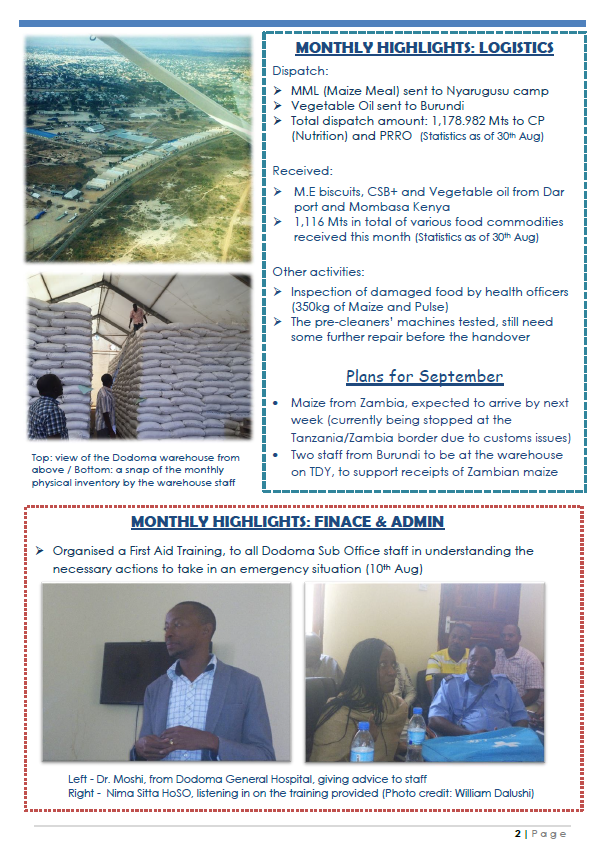 MONTHLY HIGHLIGHTS: LOGISTICS
Dispatch:
➢ MML (Maize Meal) sent to Nyarugusu camp
➢ Vegetable Oil sent to Burundi
➢ Total dispatch amount: 1,178.982 Mts to CP
(Nutrition) and PRRO (Statistics as of 30th Aug)
Received:
➢ M.E biscuits, CSB+ and Vegetable oil from Dar
port and Mombasa Kenya
➢ 1,116 Mts in total of various food commodities
received this month (Statistics as of 30th Aug)
Other activities:
➢ Inspection of damaged food by health officers
(350kg of Maize and Pulse)
➢ The pre-cleaners' machines tested, still need
some further repair before the handover
Plans for September
• Maize from Zambia, expected to arrive by next
week (currently being stopped at the
Tanzania/Zambia border due to customs issues)
• Two staff from Burundi to be at the warehouse
on TDY, to support receipts of Zambian maize
Top: view of the Dodoma warehouse from
above / Bottom: a snap of the monthly
physical inventory by the warehouse staff
MONTHLY HIGHLIGHTS: FINACE & ADMIN
➢ Organised a First Aid Training, to all Dodoma Sub Office staff in understanding the
necessary actions to take in an emergency situation (10th Aug)
Left - Dr. Moshi, from Dodoma General Hospital, giving advice to staff
Right - Nima Sitta HoSO, listening in on the training provided (Photo credit: William Dalushi)
2 | Page